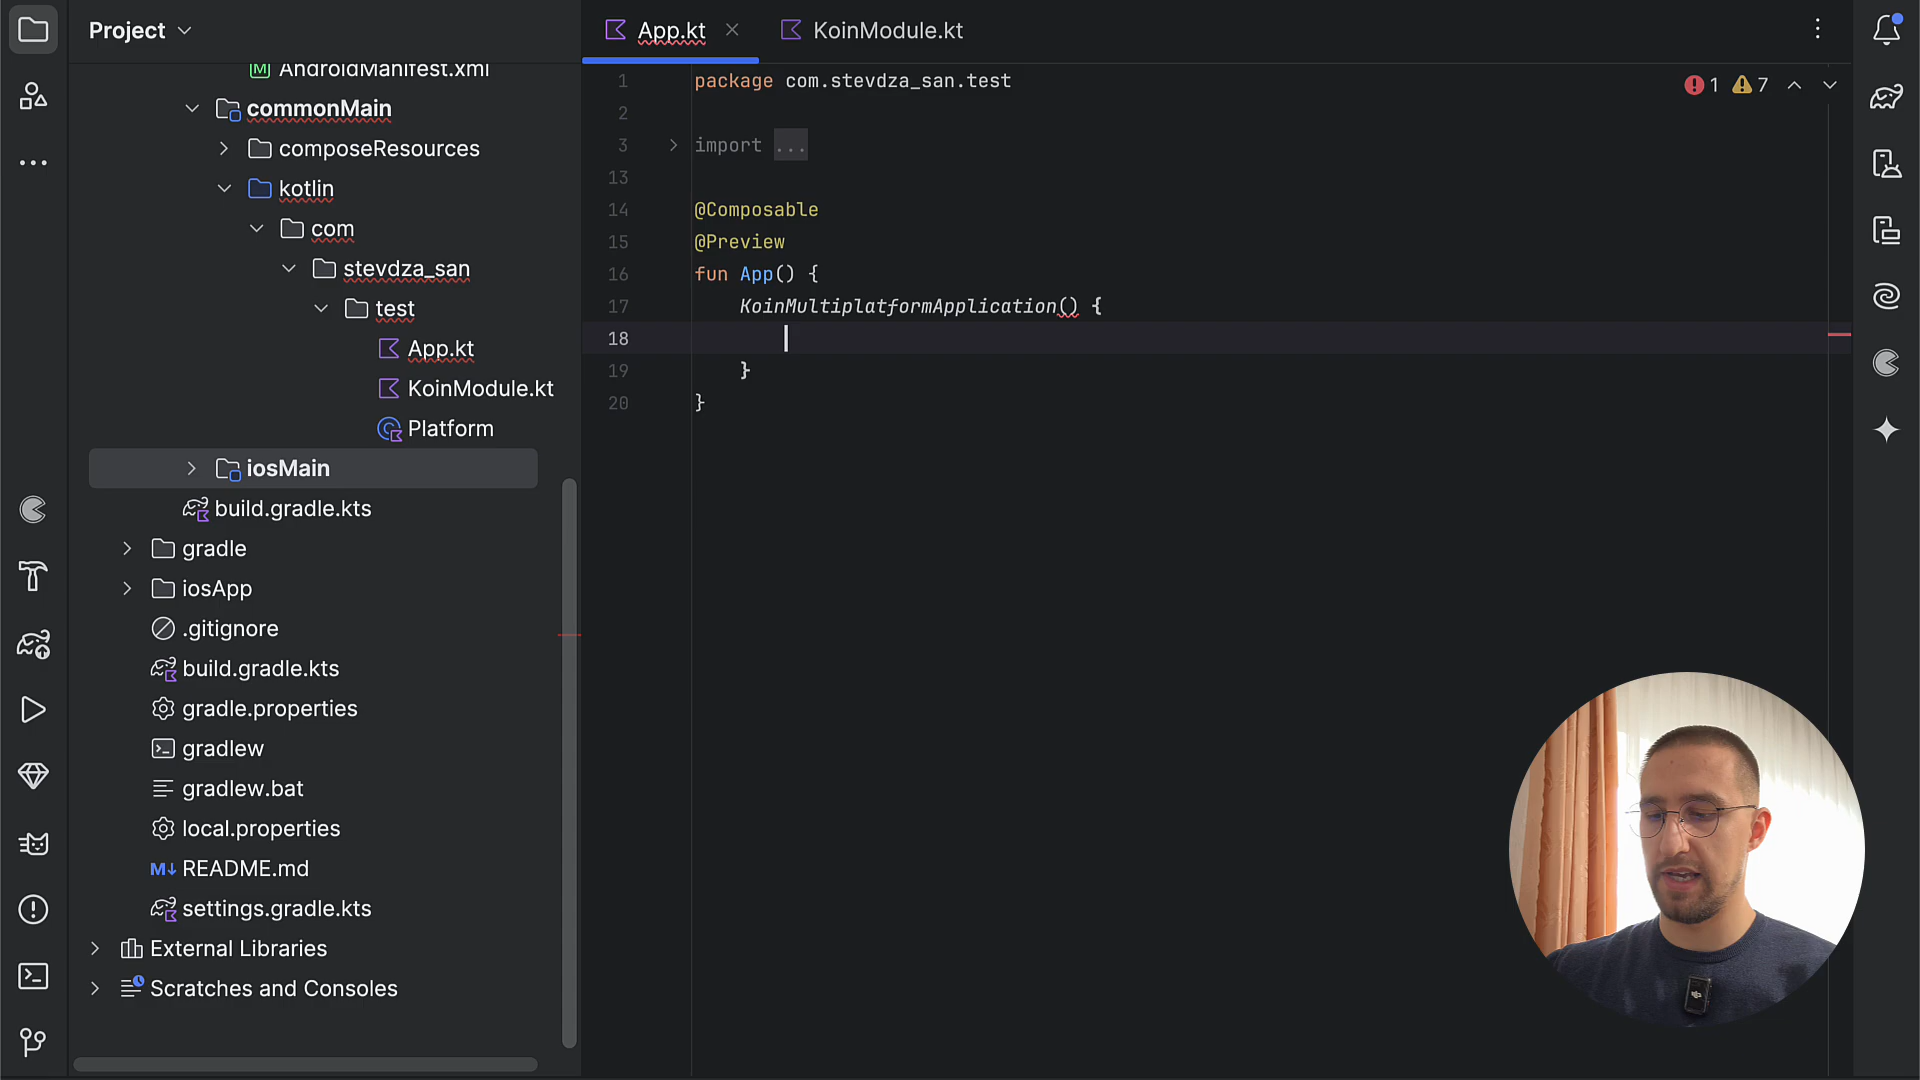 Project
AndroidManifest.xml
commonMain
composeResources
kotlin
com
stevdza_san
test
App.kt
KoinModule.kt
Platform
iosMain
build.gradle.kts
gradle
iosApp
.gitignore
build.gradle.kts
gradle.properties
gradlew
gradlew.bat
local.properties
README.md
settings.gradle.kts
External Libraries
Scratches and Consoles
App.kt
KoinModule.kt
1 package com.stevdza_san.test
1 7
2
3 import ...
13
14 @Composable
15 @Preview
16 fun App() {
17 KoinMultiplatformApplication() {
18
19 }
20 }